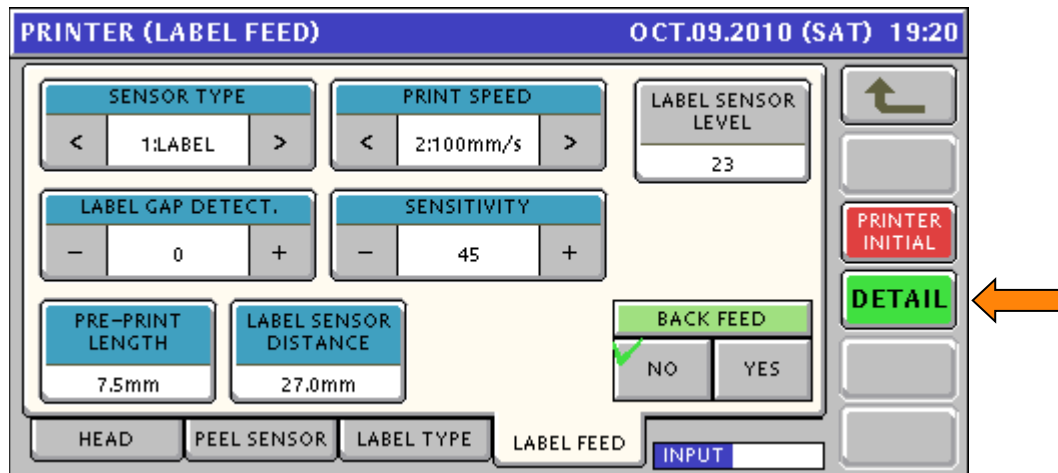 PRINTER (LABEL FEED) OCT.09.2010 (SAT) 19:20
SENSOR TYPE
< 1:LABEL >
PRINT SPEED
< 2:100mm/s >
LABEL SENSOR
LEVEL
23
LABEL GAP DETECT.
− 0 +
SENSITIVITY
− 45 +
PRINTER
INITIAL
DETAIL
PRE−PRINT
LENGTH
7.5mm
LABEL SENSOR
DISTANCE
27.0mm
BACK FEED
NO YES
HEAD PEEL SENSOR LABEL TYPE LABEL FEED
INPUT